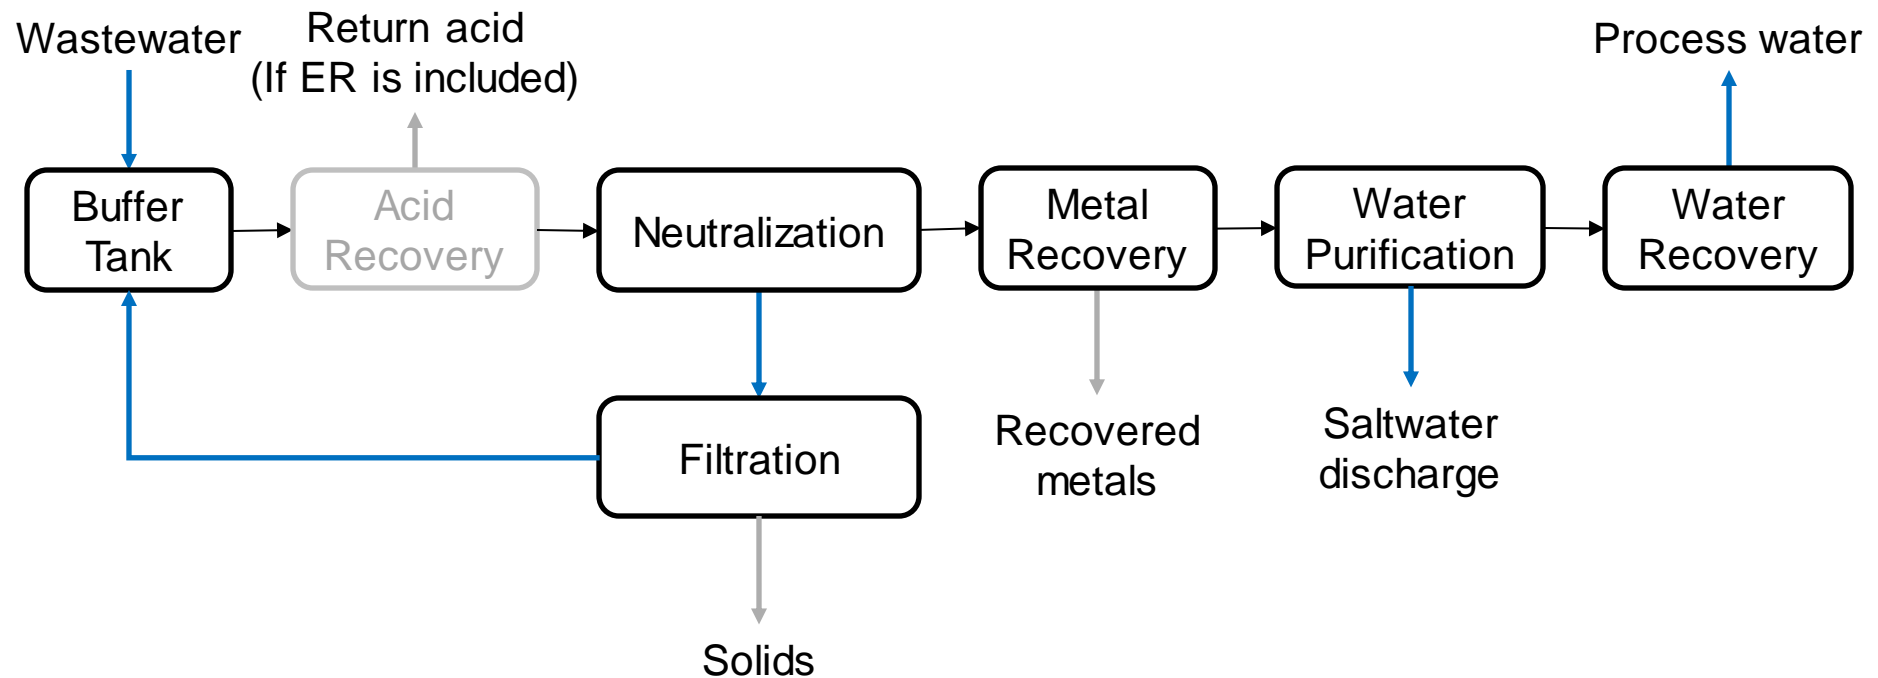 Wastewater
Return acid
(If ER is included)
Process water
Buffer
Tank
Acid
Recovery
Neutralization
Metal
Recovery
Water
Purification
Water
Recovery
Filtration
Recovered
metals
Saltwater
discharge
Solids